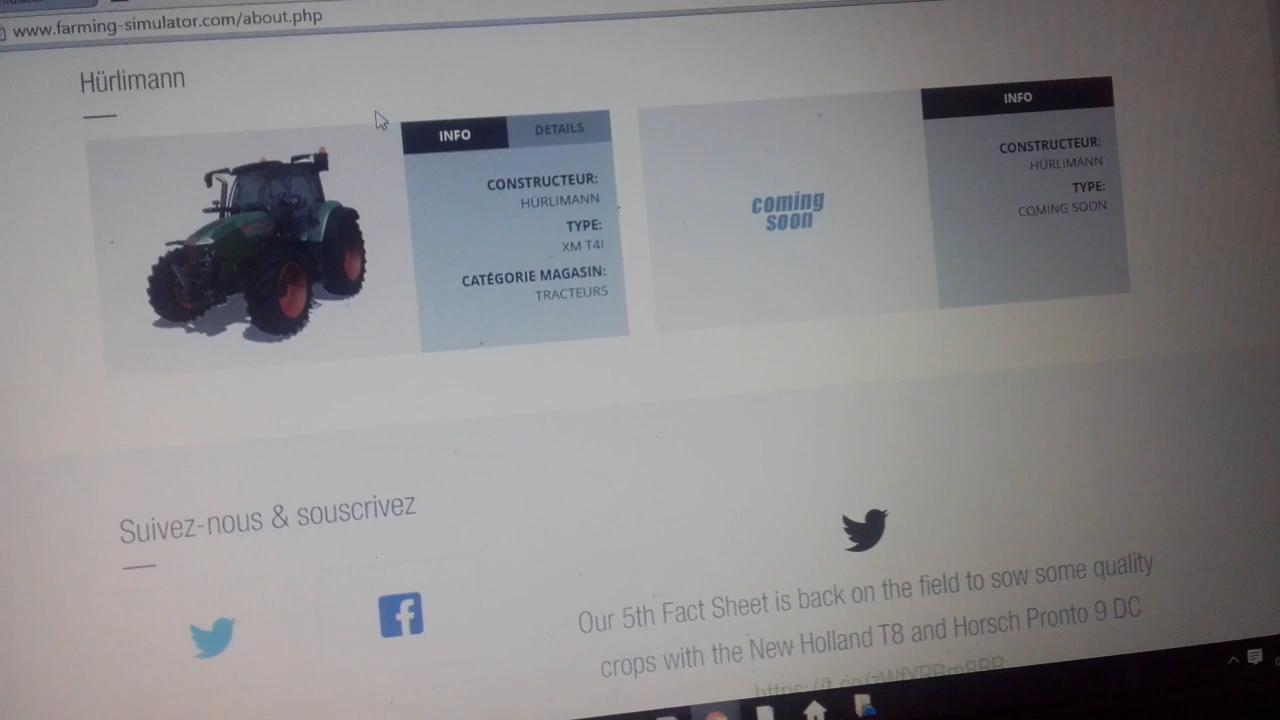 www.farming-simulator.com/about.php
Hürlimann
INFO
DETAILS
CONSTRUCTEUR:
HÜRLIMANN
TYPE:
XM T4I
CATÉGORIE MAGASIN:
TRACTEURS
coming
soon
INFO
CONSTRUCTEUR:
HÜRLIMANN
TYPE:
COMING SOON
Suivez-nous & souscrivez
Our 5th Fact Sheet is back on the field to sow some quality
crops with the New Holland T8 and Horsch Pronto 9 DC